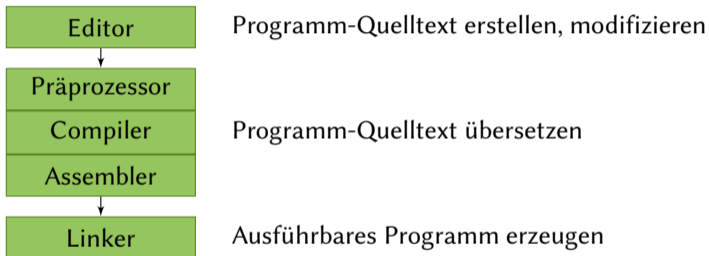 Editor Programm-Quelltext erstellen, modifizieren
Präprozessor
Compiler Programm-Quelltext übersetzen
Assembler
Linker Ausführbares Programm erzeugen